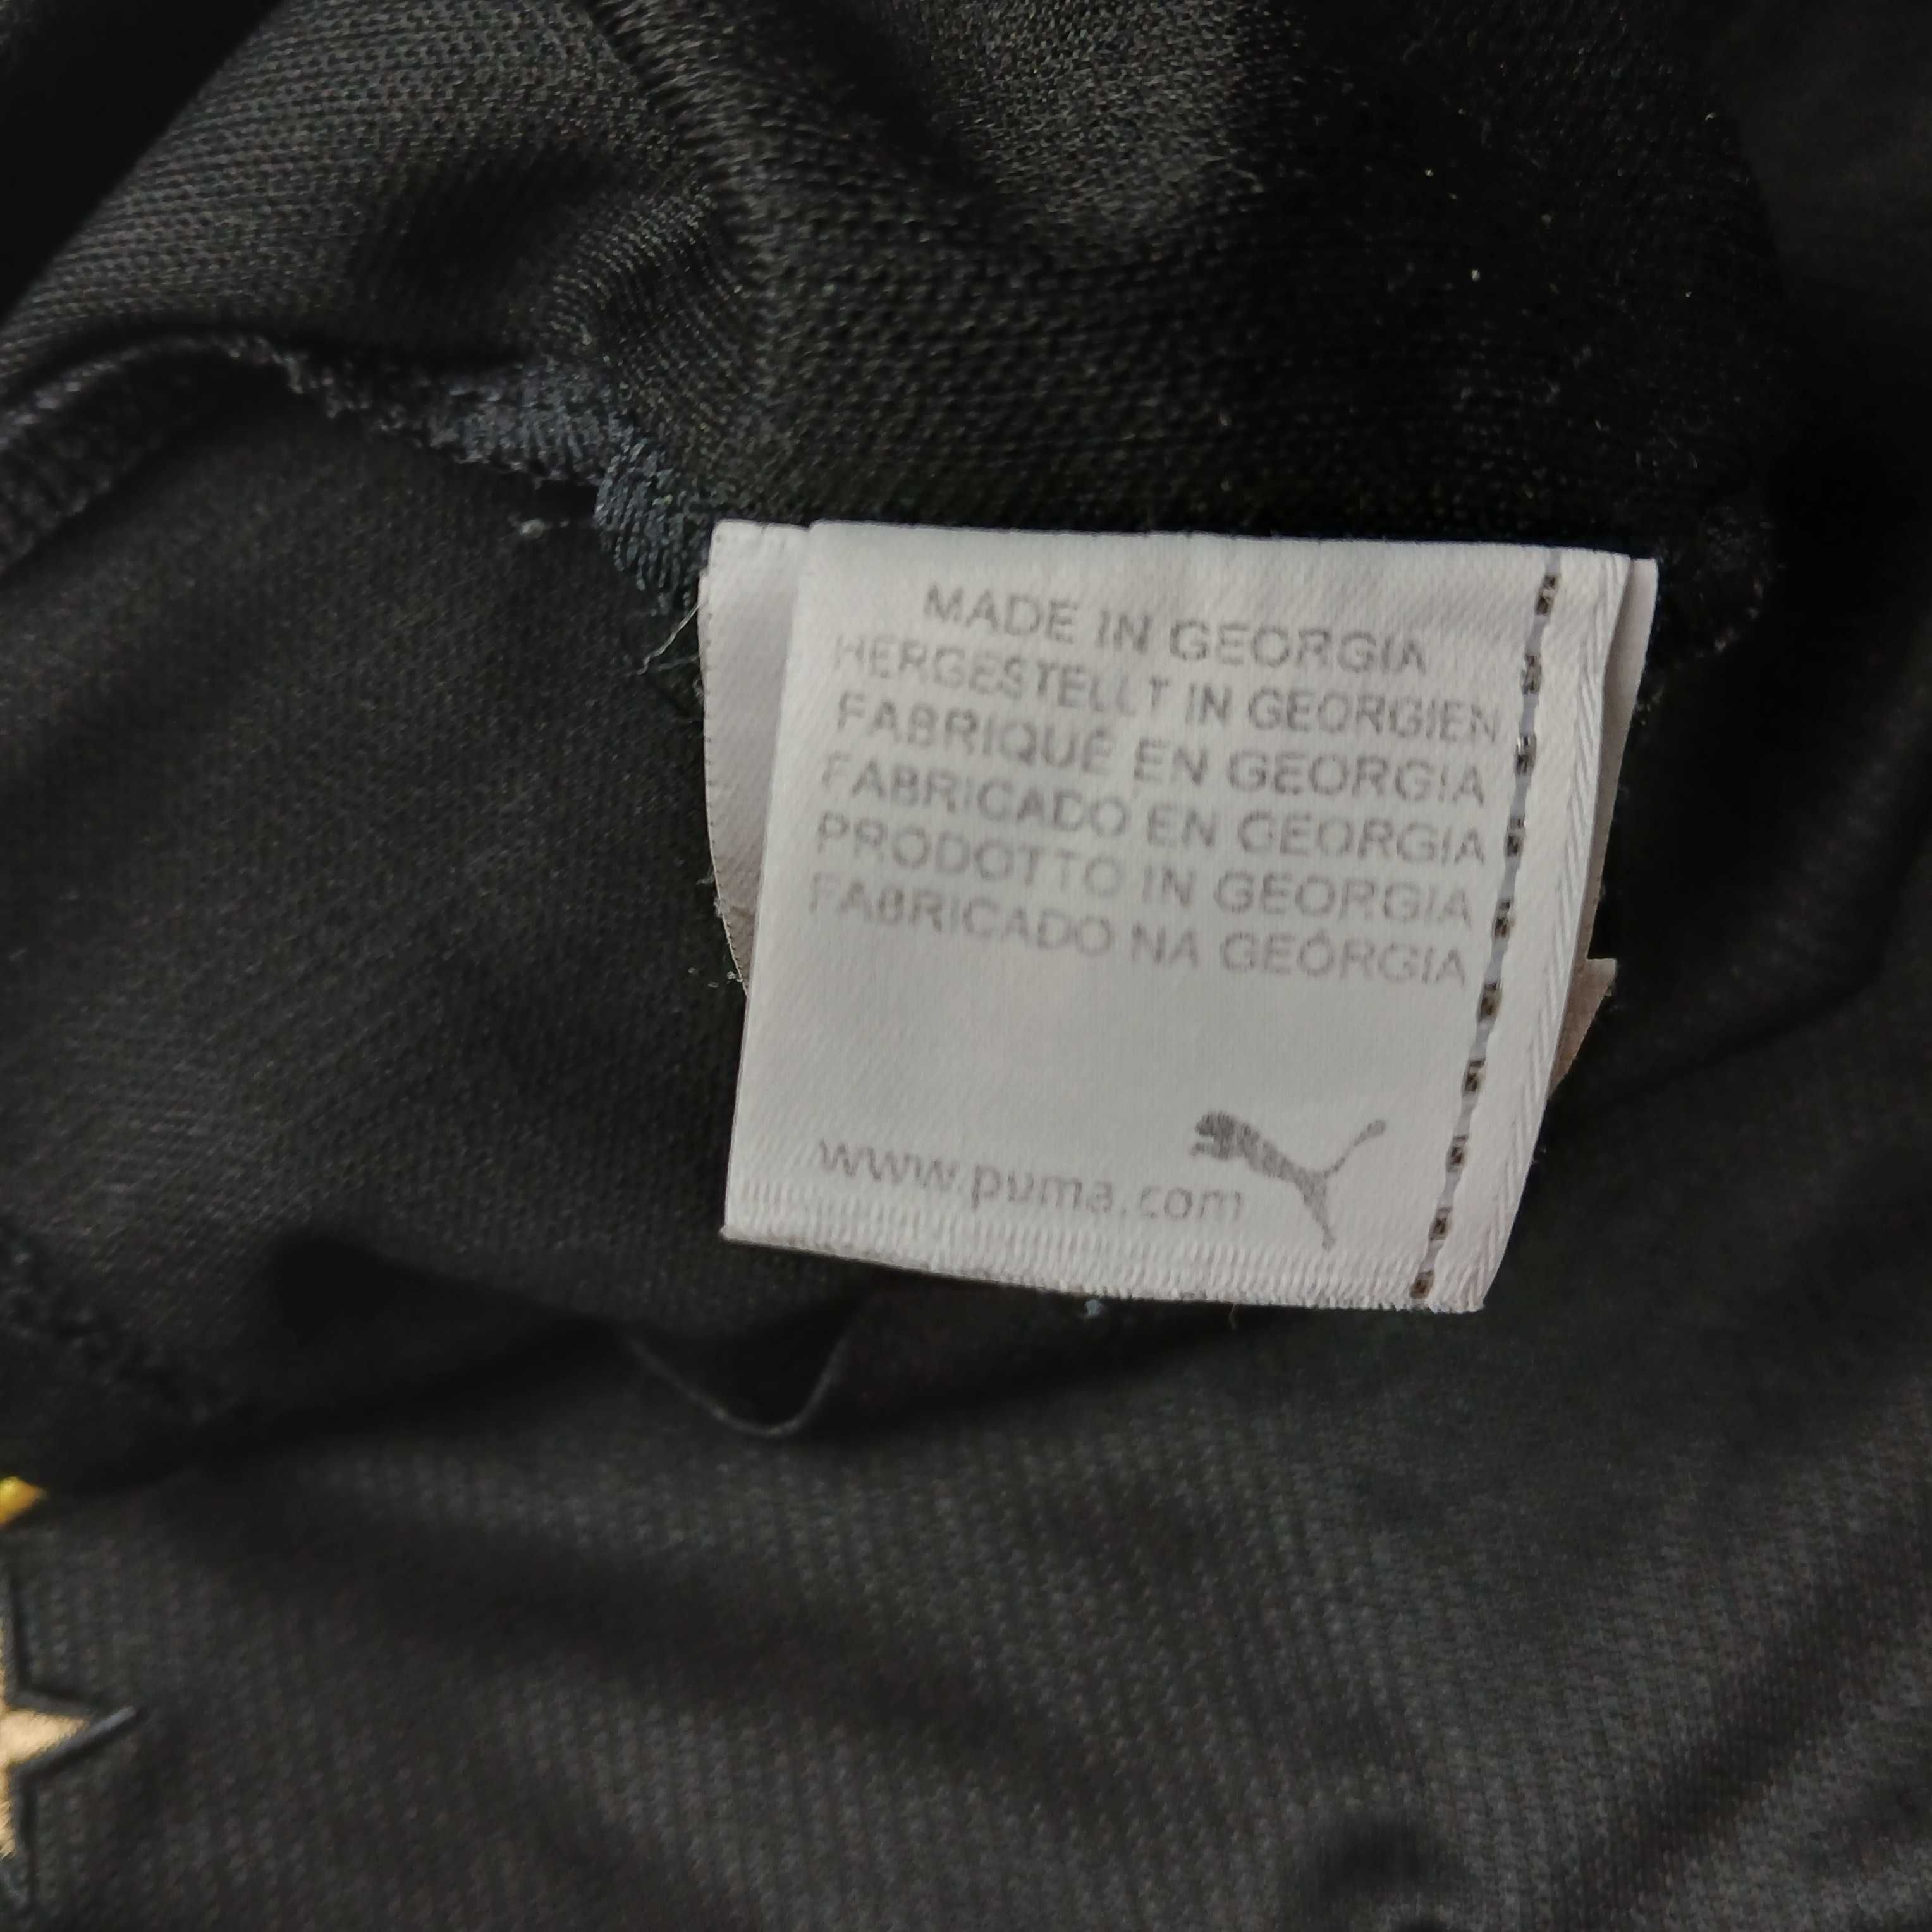 MADE IN GEORGIA
HERGESTELLT IN GEORGIEN
FABRIQUÉ EN GEORGIA
FABRICADO EN GEORGIA
PRODOTTO IN GEORGIA
FABRICADO NA GEÓRGIA
www.puma.com